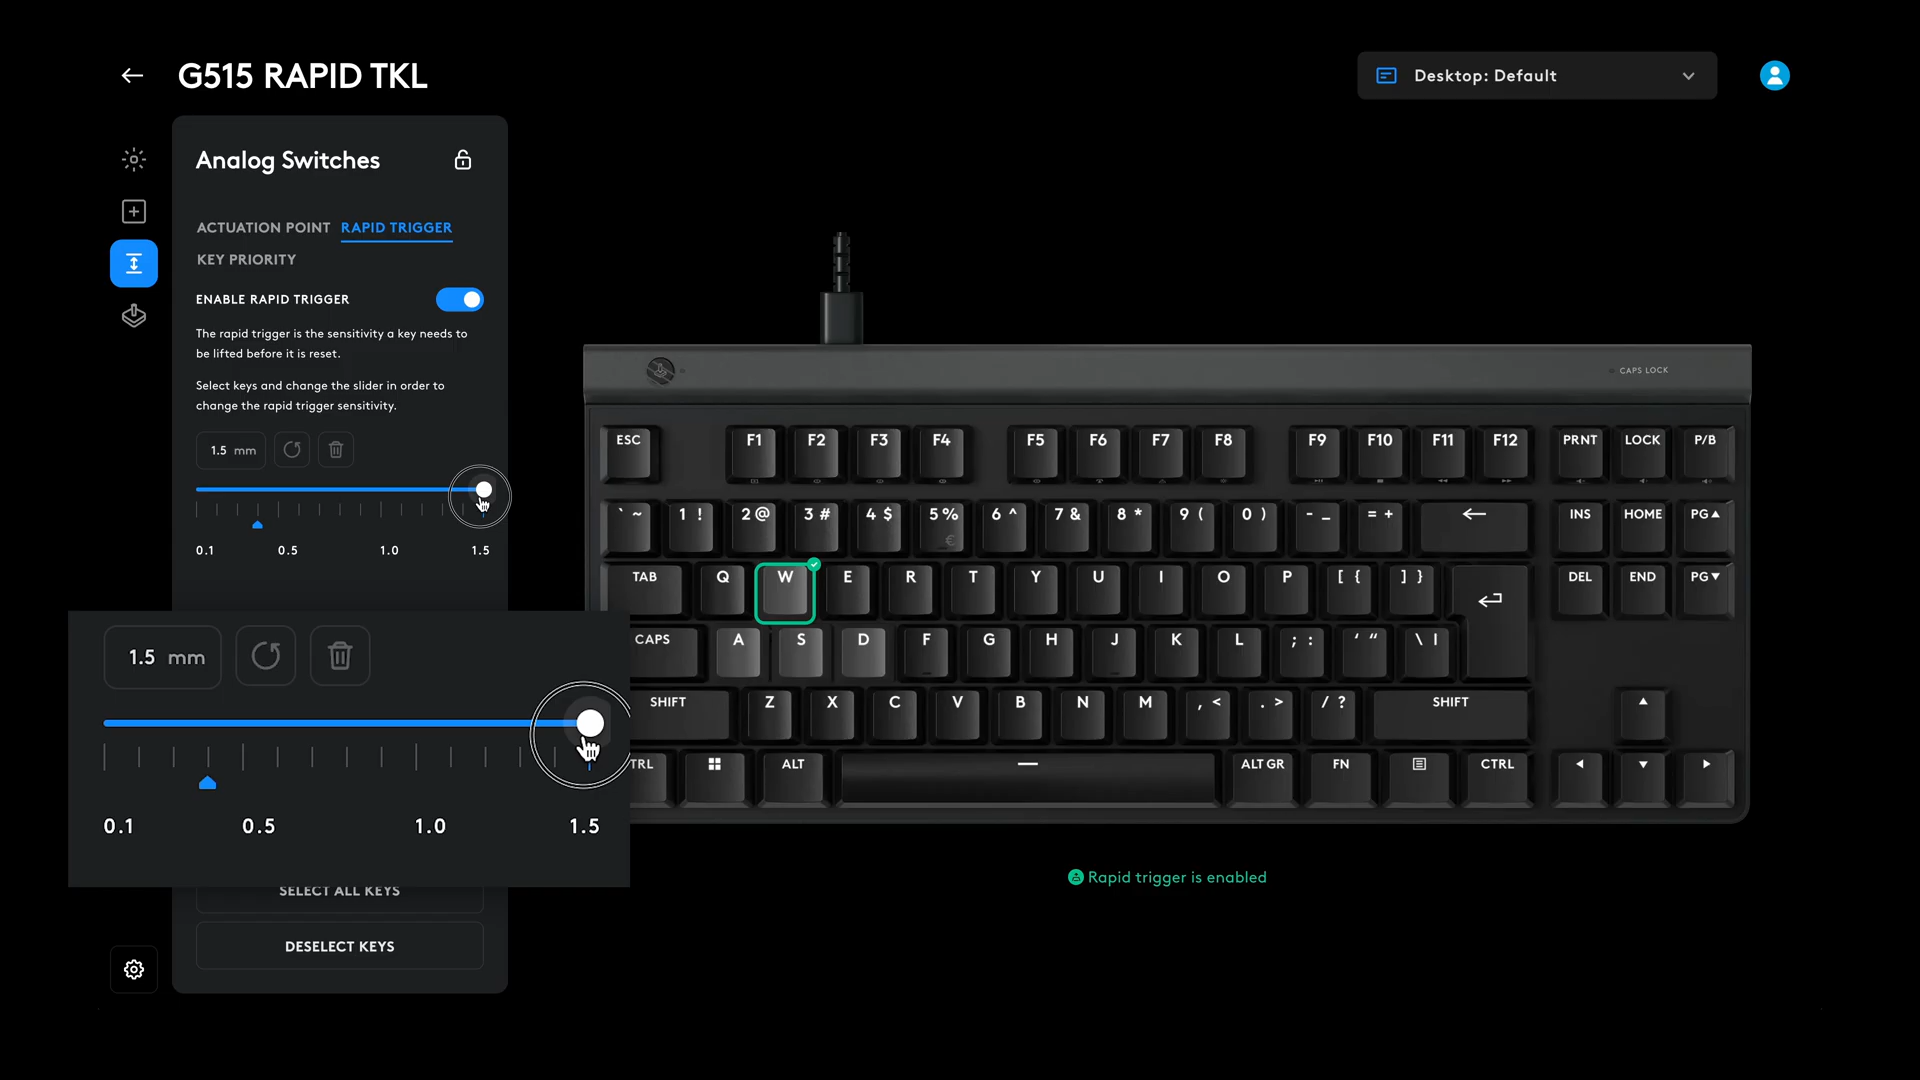 G515 RAPID TKL
Desktop: Default
Analog Switches
ACTUATION POINT RAPID TRIGGER
KEY PRIORITY
ENABLE RAPID TRIGGER
The rapid trigger is the sensitivity a key needs to
be lifted before it is reset.
Select keys and change the slider in order to
change the rapid trigger sensitivity.
1.5 mm
0.1 0.5 1.0 1.5
1.5 mm
0.1 0.5 1.0 1.5
SELECT ALL KEYS
DESELECT KEYS
CAPS LOCK
ESC F1 F2 F3 F4 F5 F6 F7 F8 F9 F10 F11 F12 PRNT LOCK P/B
` ~ 1 ! 2 @ 3 # 4 $ 5 % € 6 ^ 7 & 8 * 9 ( 0 ) - _ = + INS HOME PG▲
TAB Q W E R T Y U I O P [ { ] } DEL END PG▼
CAPS A S D F G H J K L ; : ‘ “ \ |
SHIFT Z X C V B N M , < . > / ? SHIFT
TRL ALT ALT GR FN CTRL
Rapid trigger is enabled